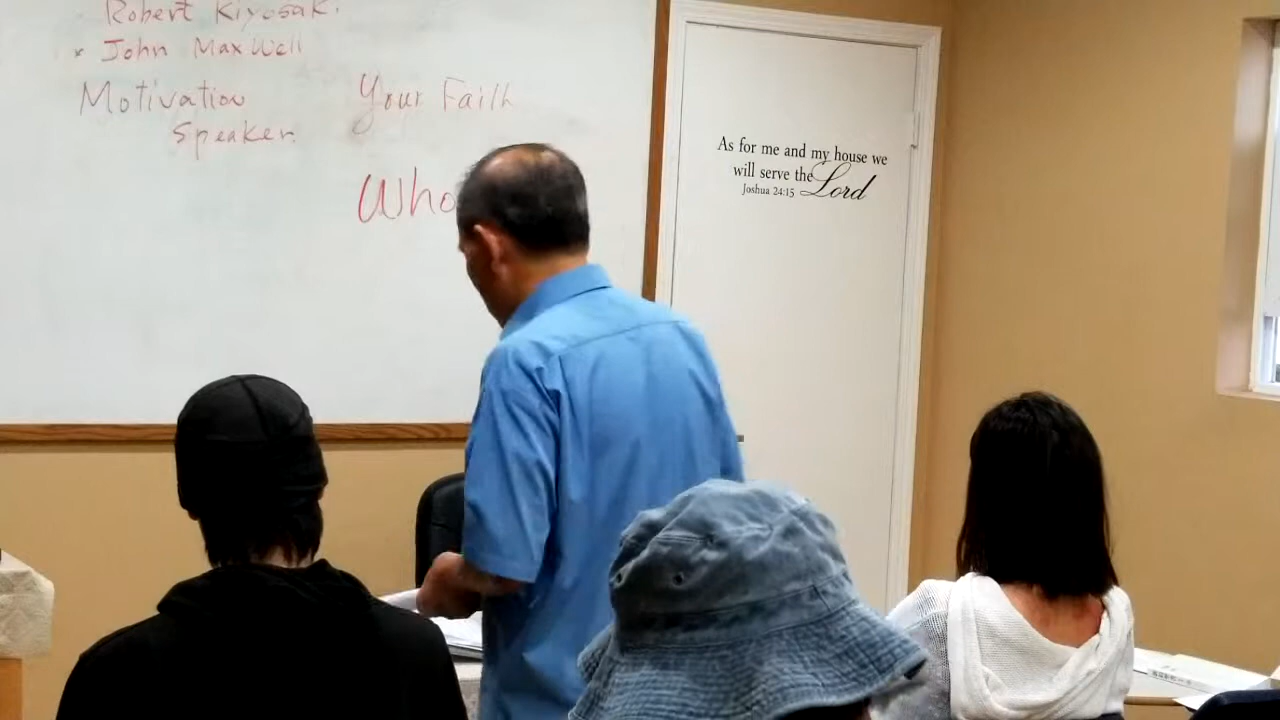 Robert Kiyosaki.
* John Maxwell
Motivation
Speaker.
Your Faith
Who
As for me and my house we
will serve the Lord
Joshua 24:15